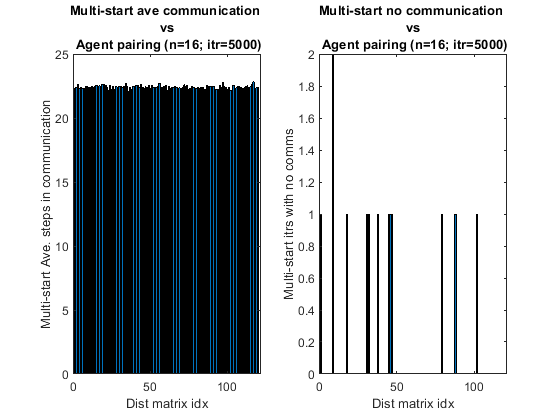 Multi-start ave communication
vs
Agent pairing (n=16; itr=5000)
Multi-start Ave. steps in communication
25
20
15
10
5
0
0
50
100
Dist matrix idx
Multi-start no communication
vs
Agent pairing (n=16; itr=5000)
Multi-start itrs with no comms
2
1.8
1.6
1.4
1.2
1
0.8
0.6
0.4
0.2
0
0
50
100
Dist matrix idx